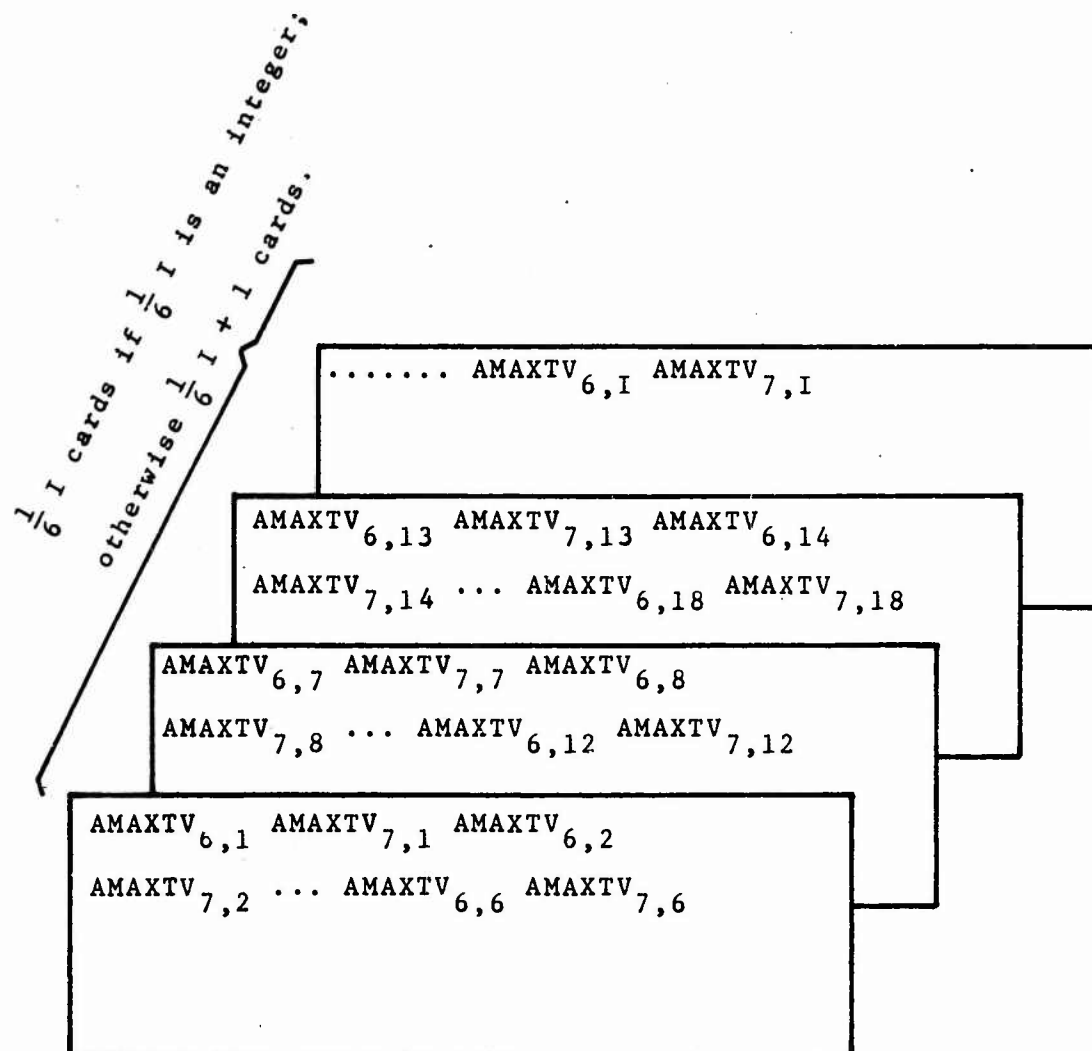 1/6 I cards if 1/6 I is an integer;
otherwise 1/6 I + 1 cards.
....... AMAXTV6,I AMAXTV7,I
AMAXTV6,13 AMAXTV7,13 AMAXTV6,14
AMAXTV7,14 ... AMAXTV6,18 AMAXTV7,18
AMAXTV6,7 AMAXTV7,7 AMAXTV6,8
AMAXTV7,8 ... AMAXTV6,12 AMAXTV7,12
AMAXTV6,1 AMAXTV7,1 AMAXTV6,2
AMAXTV7,2 ... AMAXTV6,6 AMAXTV7,6